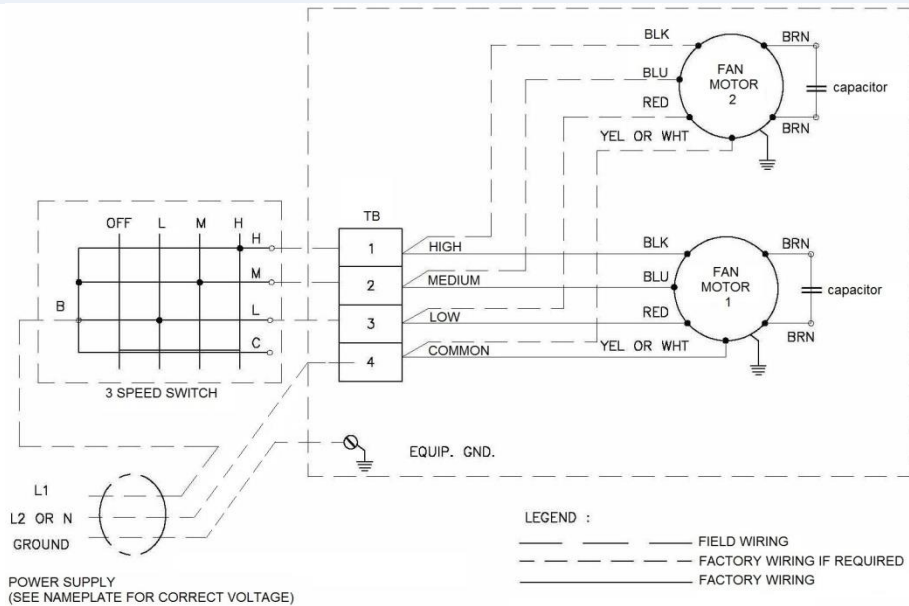 BLK
BRN
BLU
FAN
MOTOR
2
capacitor
RED
YEL OR WHT
BRN
OFF L M H
H
M
B
L
C
3 SPEED SWITCH
TB
1
HIGH
2
MEDIUM
3
LOW
4
COMMON
BLK
BRN
BLU
FAN
MOTOR
1
capacitor
RED
YEL OR WHT
BRN
EQUIP. GND.
L1
L2 OR N
GROUND
POWER SUPPLY
(SEE NAMEPLATE FOR CORRECT VOLTAGE)
LEGEND :
FIELD WIRING
FACTORY WIRING IF REQUIRED
FACTORY WIRING